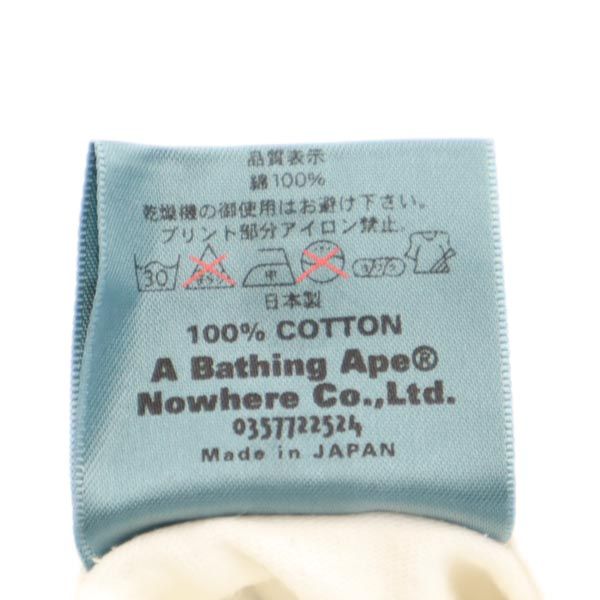 品質表示
綿100%
乾燥機の御使用はお避け下さい。
プリント部分アイロン禁止.
30 中
日本製
100% COTTON
A Bathing Ape®
Nowhere Co.,Ltd.
0357722524
Made in JAPAN